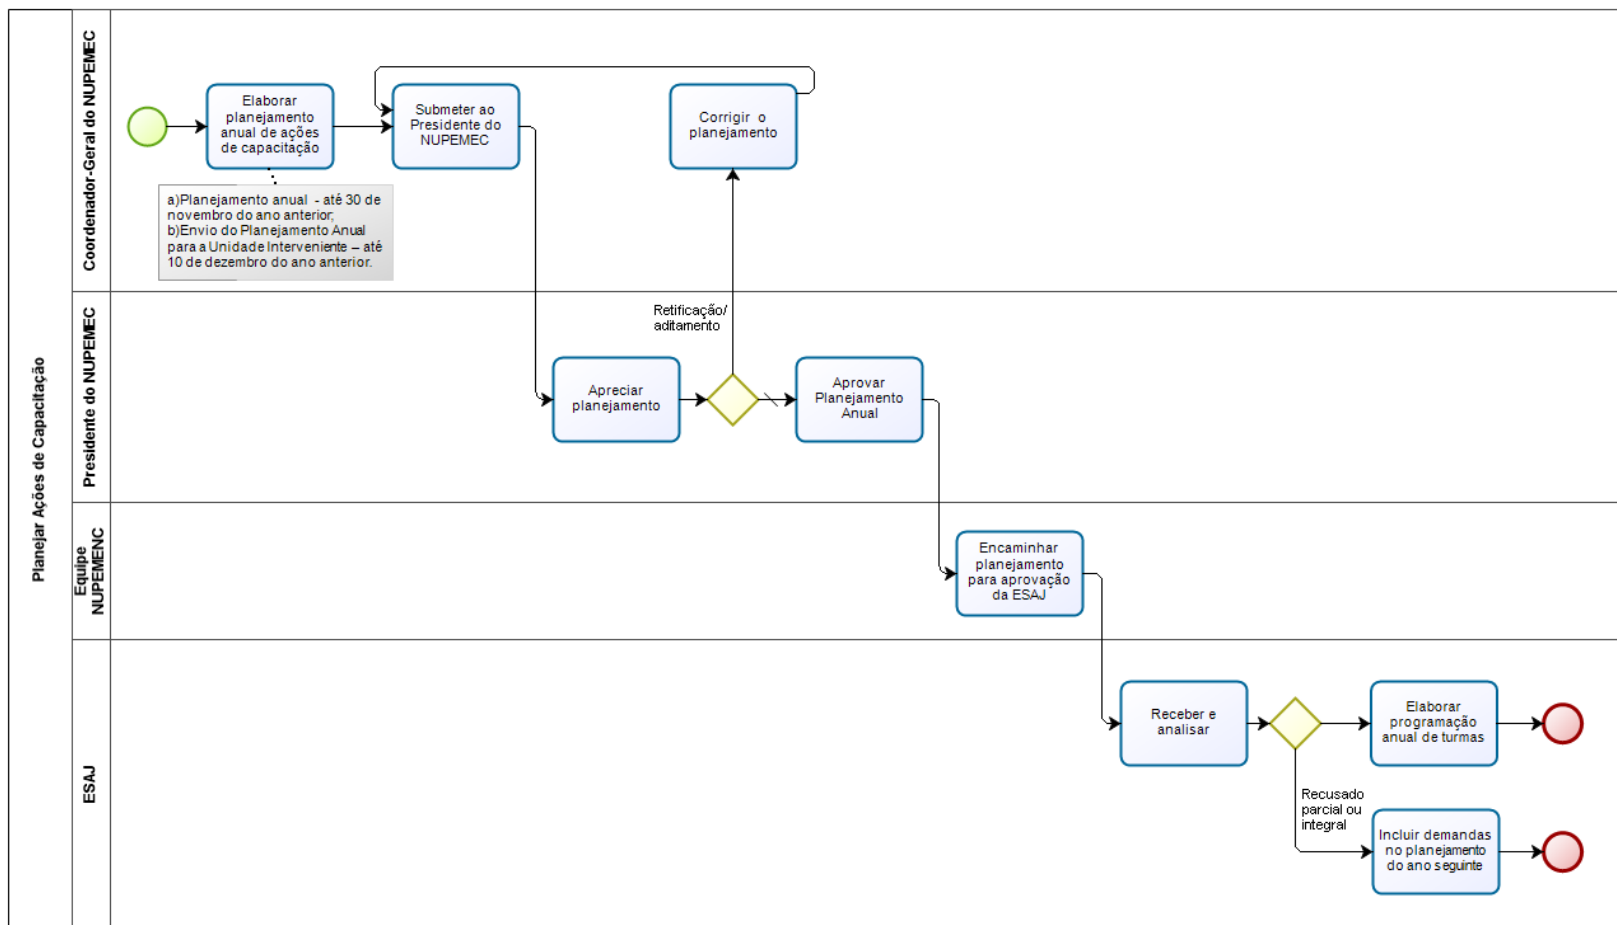 Planejar Ações de Capacitação
Coordenador-Geral do NUPEMEC
Elaborar
planejamento
anual de ações
de capacitação
Submeter ao
Presidente do
NUPEMEC
Corrigir o
planejamento
a)Planejamento anual - até 30 de
novembro do ano anterior;
b)Envio do Planejamento Anual
para a Unidade Interveniente – até
10 de dezembro do ano anterior.
Presidente do NUPEMEC
Retificação/
aditamento
Apreciar
planejamento
Aprovar
Planejamento
Anual
Equipe
NUPEMENC
Encaminhar
planejamento
para aprovação
da ESAJ
ESAJ
Receber e
analisar
Elaborar
programação
anual de turmas
Recusado
parcial ou
integral
Incluir demandas
no planejamento
do ano seguinte